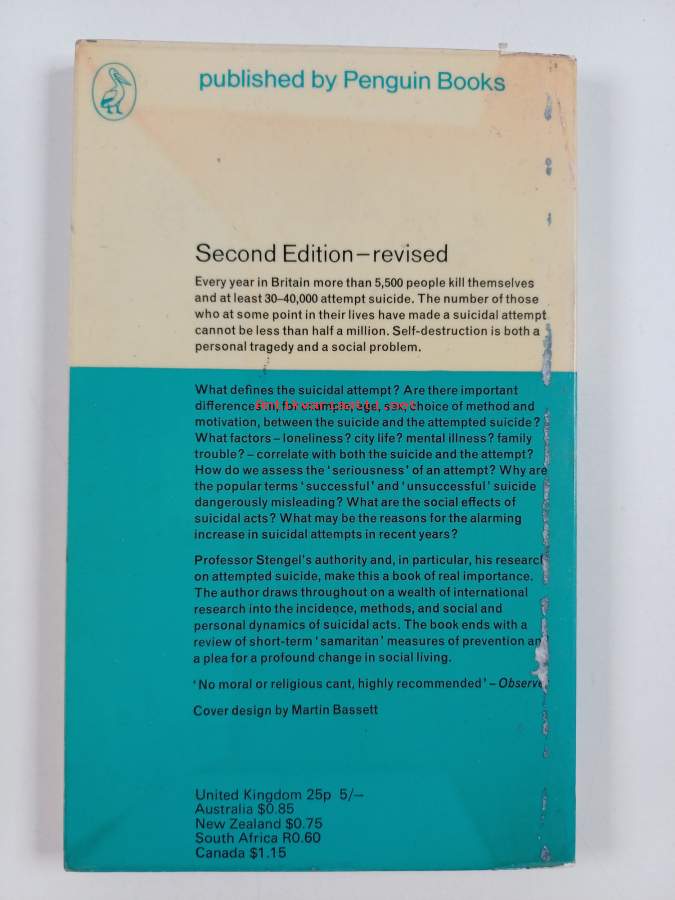 published by Penguin Books
Second Edition – revised
Every year in Britain more than 5,500 people kill themselves
and at least 30–40,000 attempt suicide. The number of those
who at some point in their lives have made a suicidal attempt
cannot be less than half a million. Self-destruction is both a
personal tragedy and a social problem.
What defines the suicidal attempt? Are there important
differences in, for example, age, sex, choice of method and
motivation, between the suicide and the attempted suicide?
What factors – loneliness? city life? mental illness? family
trouble? – correlate with both the suicide and the attempt?
How do we assess the ‘seriousness’ of an attempt? Why are
the popular terms ‘successful’ and ‘unsuccessful’ suicide
dangerously misleading? What are the social effects of
suicidal acts? What may be the reasons for the alarming
increase in suicidal attempts in recent years?
Professor Stengel's authority and, in particular, his research
on attempted suicide, make this a book of real importance.
The author draws throughout on a wealth of international
research into the incidence, methods, and social and
personal dynamics of suicidal acts. The book ends with a
review of short-term ‘samaritan’ measures of prevention and
a plea for a profound change in social living.
‘No moral or religious cant, highly recommended’ – Observer
Cover design by Martin Bassett
United Kingdom 25p 5/–
Australia $0.85
New Zealand $0.75
South Africa R0.60
Canada $1.15